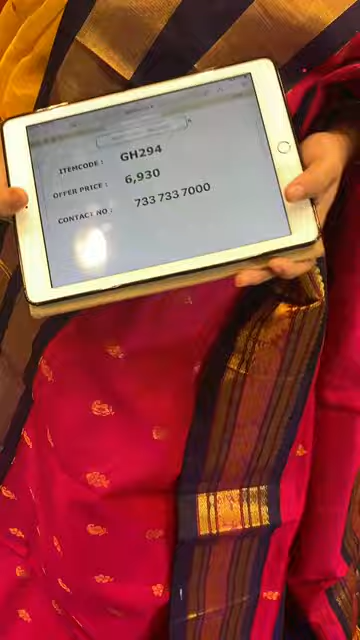 ITEMCODE : GH294
OFFER PRICE : 6,930
CONTACT NO : 733 733 7000